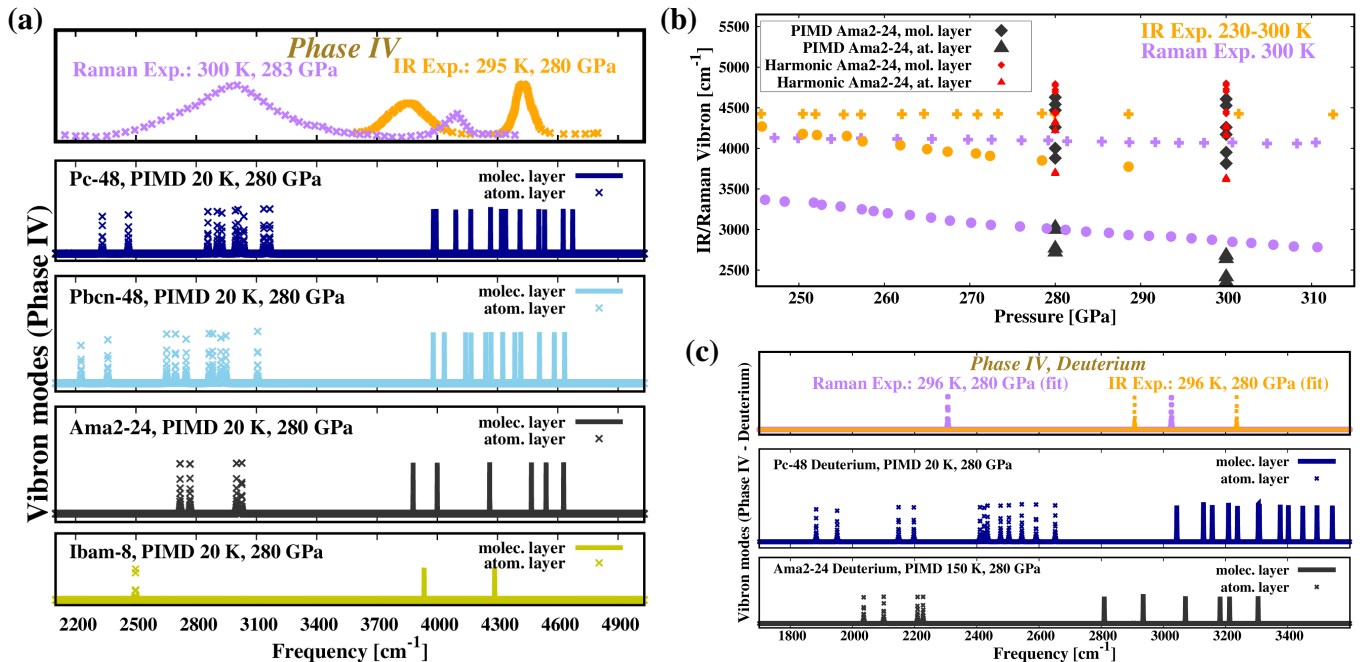 (a)
Phase IV
Raman Exp.: 300 K, 283 GPa
IR Exp.: 295 K, 280 GPa
Pc-48, PIMD 20 K, 280 GPa
molec. layer
atom. layer
Pbcn-48, PIMD 20 K, 280 GPa
molec. layer
atom. layer
Ama2-24, PIMD 20 K, 280 GPa
molec. layer
atom. layer
Ibam-8, PIMD 20 K, 280 GPa
molec. layer
atom. layer
Vibron modes (Phase IV)
2200 2500 2800 3100 3400 3700 4000 4300 4600 4900
Frequency [cm-1]
(b)
PIMD Ama2-24, mol. layer
PIMD Ama2-24, at. layer
Harmonic Ama2-24, mol. layer
Harmonic Ama2-24, at. layer
IR Exp. 230-300 K
Raman Exp. 300 K
IR/Raman Vibron [cm-1]
5500
5000
4500
4000
3500
3000
2500
250 260 270 280 290 300 310
Pressure [GPa]
(c)
Phase IV, Deuterium
Raman Exp.: 296 K, 280 GPa (fit)
IR Exp.: 296 K, 280 GPa (fit)
Pc-48 Deuterium, PIMD 20 K, 280 GPa
molec. layer
atom. layer
Ama2-24 Deuterium, PIMD 150 K, 280 GPa
molec. layer
atom. layer
Vibron modes (Phase IV - Deuterium)
1800 2000 2200 2400 2600 2800 3000 3200 3400
Frequency [cm-1]